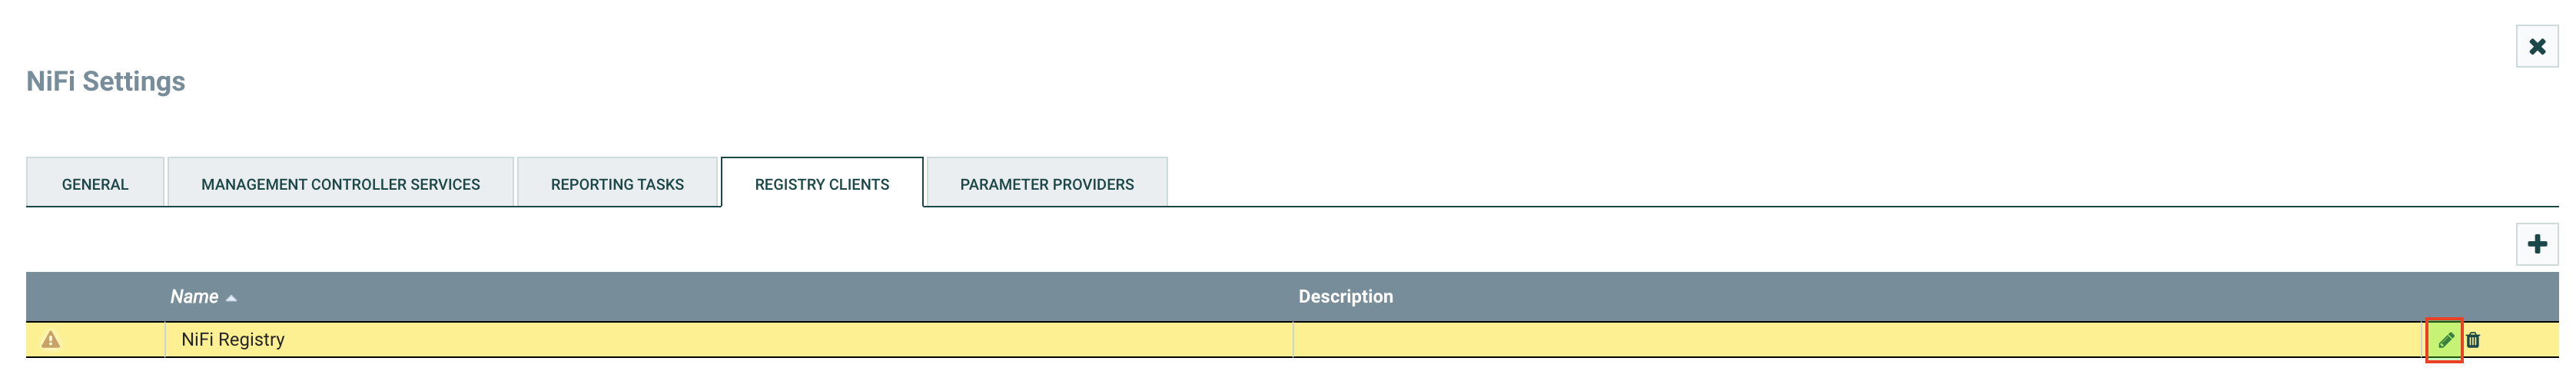 NiFi Settings
GENERAL MANAGEMENT CONTROLLER SERVICES REPORTING TASKS REGISTRY CLIENTS PARAMETER PROVIDERS
Name Description
NiFi Registry